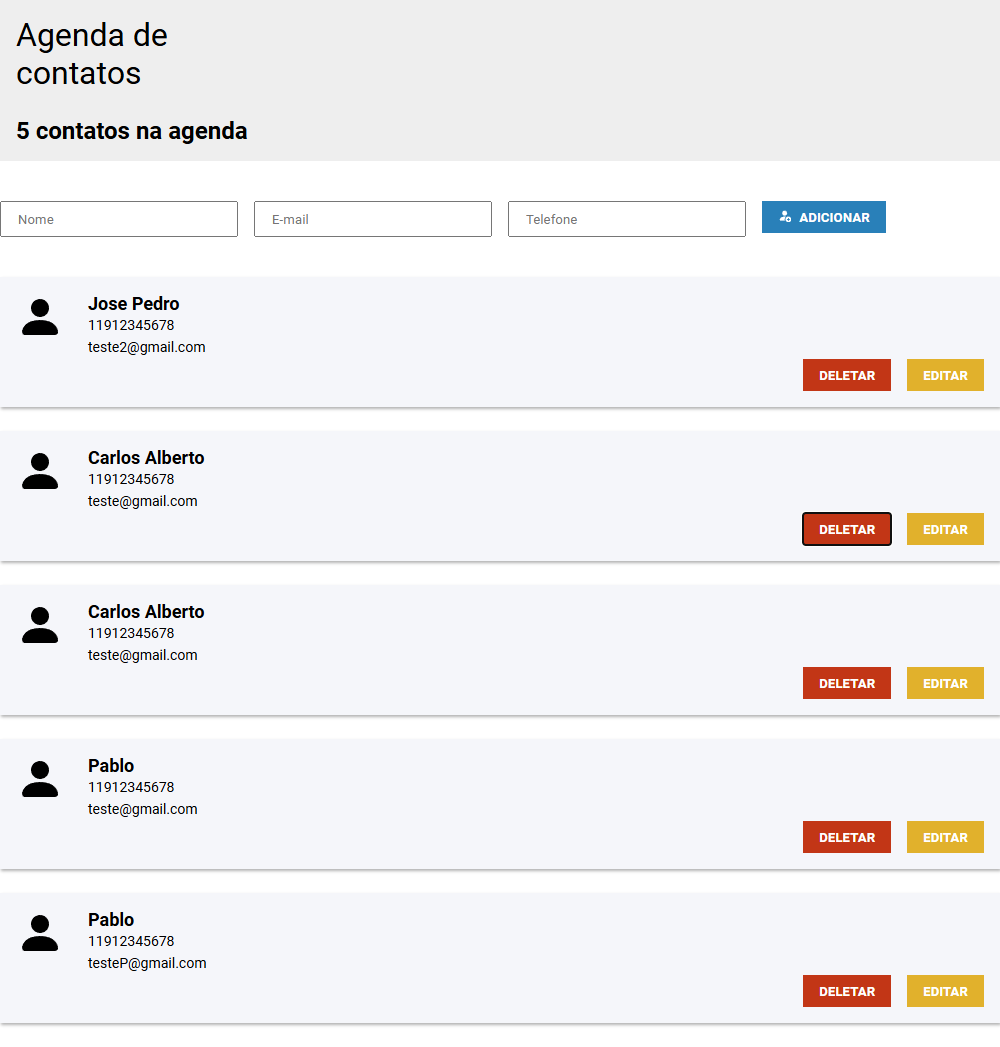 Agenda de
contatos
5 contatos na agenda
Nome E-mail Telefone ADICIONAR
Jose Pedro
11912345678
teste2@gmail.com
DELETAR EDITAR
Carlos Alberto
11912345678
teste@gmail.com
DELETAR EDITAR
Carlos Alberto
11912345678
teste@gmail.com
DELETAR EDITAR
Pablo
11912345678
teste@gmail.com
DELETAR EDITAR
Pablo
11912345678
testeP@gmail.com
DELETAR EDITAR